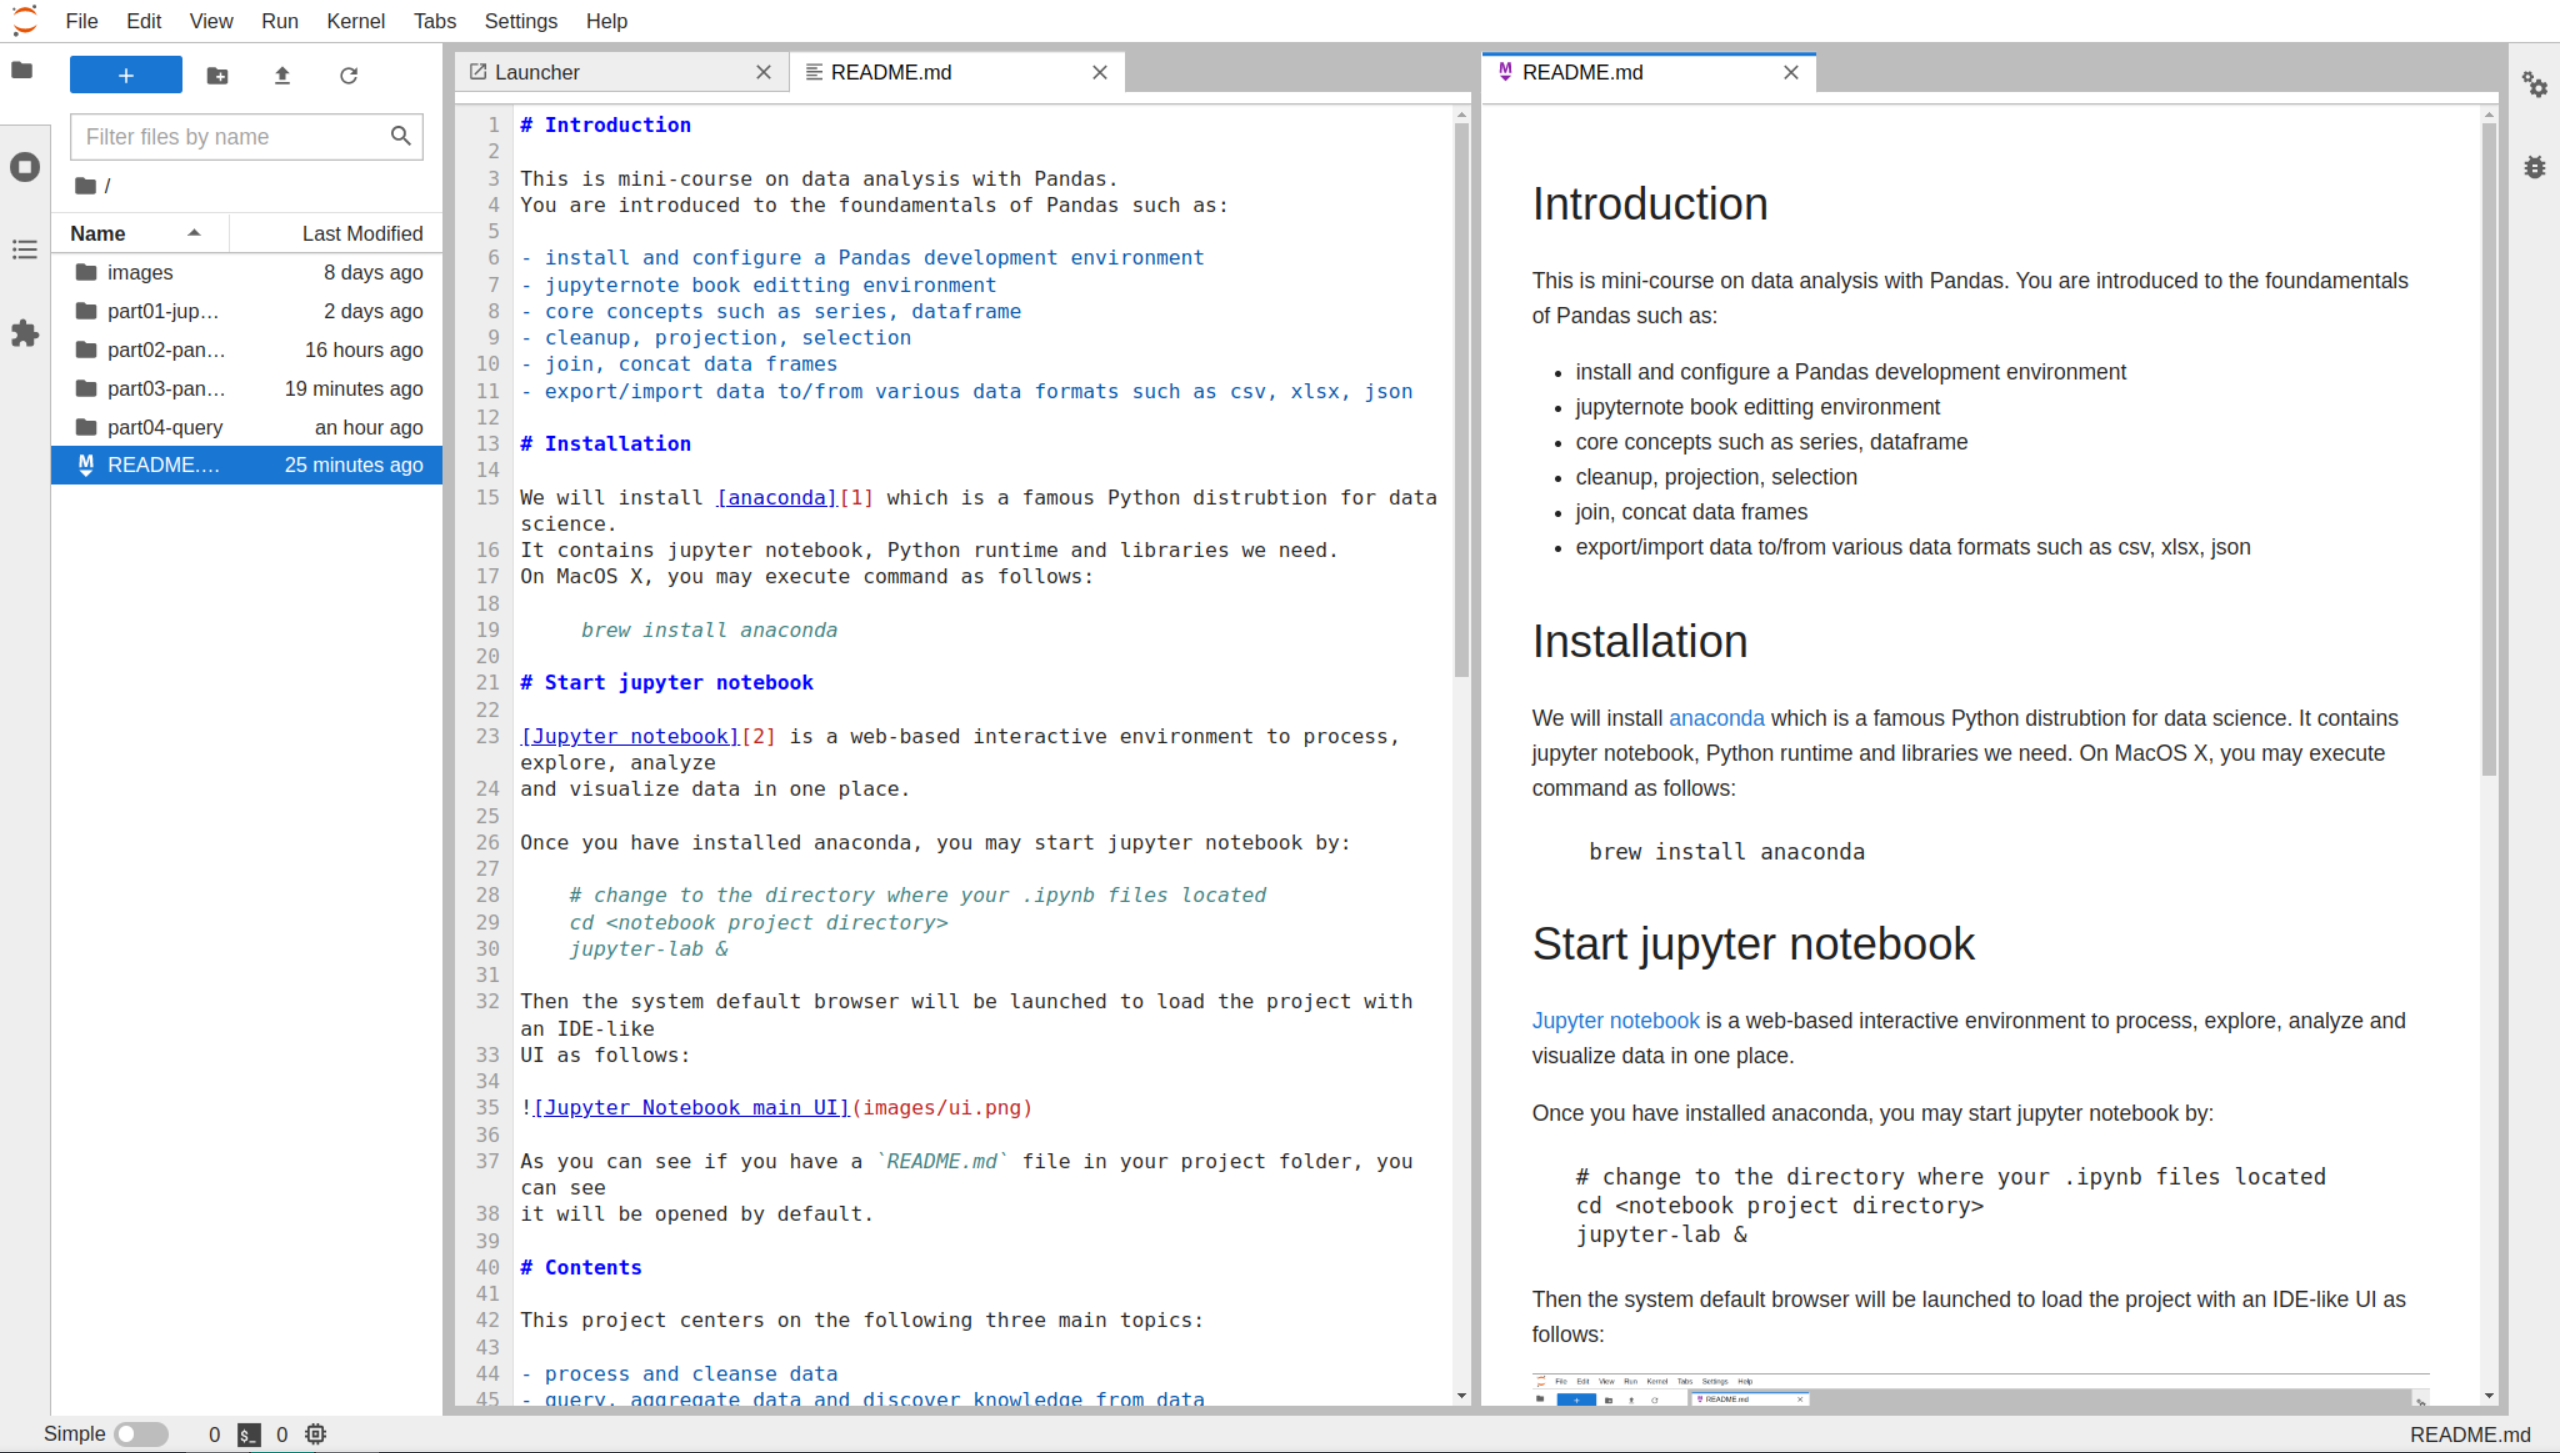 File Edit View Run Kernel Tabs Settings Help
+
Filter files by name
/
Name Last Modified
images 8 days ago
part01-jup… 2 days ago
part02-pan… 16 hours ago
part03-pan… 19 minutes ago
part04-query an hour ago
README.… 25 minutes ago
Launcher README.md
1 # Introduction
2
3 This is mini-course on data analysis with Pandas.
4 You are introduced to the foundamentals of Pandas such as:
5
6 - install and configure a Pandas development environment
7 - jupyternote book editting environment
8 - core concepts such as series, dataframe
9 - cleanup, projection, selection
10 - join, concat data frames
11 - export/import data to/from various data formats such as csv, xlsx, json
12
13 # Installation
14
15 We will install [anaconda][1] which is a famous Python distrubtion for data
science.
16 It contains jupyter notebook, Python runtime and libraries we need.
17 On MacOS X, you may execute command as follows:
18
19 brew install anaconda
20
21 # Start jupyter notebook
22
23 [Jupyter notebook][2] is a web-based interactive environment to process,
explore, analyze
24 and visualize data in one place.
25
26 Once you have installed anaconda, you may start jupyter notebook by:
27
28 # change to the directory where your .ipynb files located
29 cd <notebook project directory>
30 jupyter-lab &
31
32 Then the system default browser will be launched to load the project with
an IDE-like
33 UI as follows:
34
35 ![Jupyter Notebook main UI](images/ui.png)
36
37 As you can see if you have a `README.md` file in your project folder, you
can see
38 it will be opened by default.
39
40 # Contents
41
42 This project centers on the following three main topics:
43
44 - process and cleanse data
45 - query, aggregate data and discover knowledge from data
README.md
Introduction
This is mini-course on data analysis with Pandas. You are introduced to the foundamentals
of Pandas such as:
• install and configure a Pandas development environment
• jupyternote book editting environment
• core concepts such as series, dataframe
• cleanup, projection, selection
• join, concat data frames
• export/import data to/from various data formats such as csv, xlsx, json
Installation
We will install anaconda which is a famous Python distrubtion for data science. It contains
jupyter notebook, Python runtime and libraries we need. On MacOS X, you may execute
command as follows:
brew install anaconda
Start jupyter notebook
Jupyter notebook is a web-based interactive environment to process, explore, analyze and
visualize data in one place.
Once you have installed anaconda, you may start jupyter notebook by:
# change to the directory where your .ipynb files located
cd <notebook project directory>
jupyter-lab &
Then the system default browser will be launched to load the project with an IDE-like UI as
follows:
File Edit View Run Kernel Tabs Settings Help
README.md
Simple 0 $_ 0 README.md